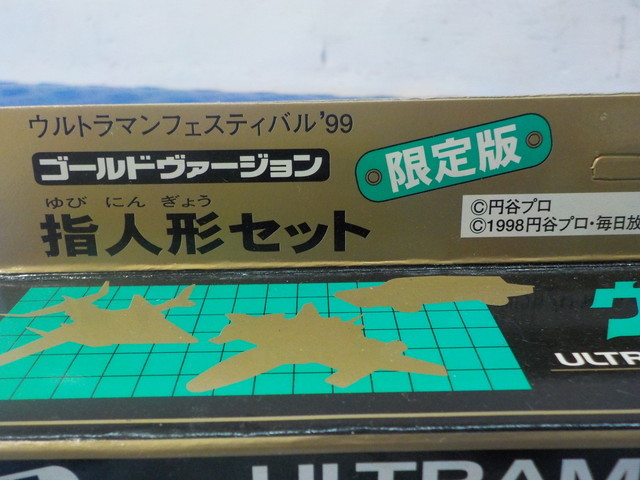 ウルトラマンフェスティバル'99
ゴールドヴァージョン
限定版
ゆび にん ぎょう
指人形セット
©円谷プロ
©1998円谷プロ・毎日放
ウ
ULTR
ULTRAM